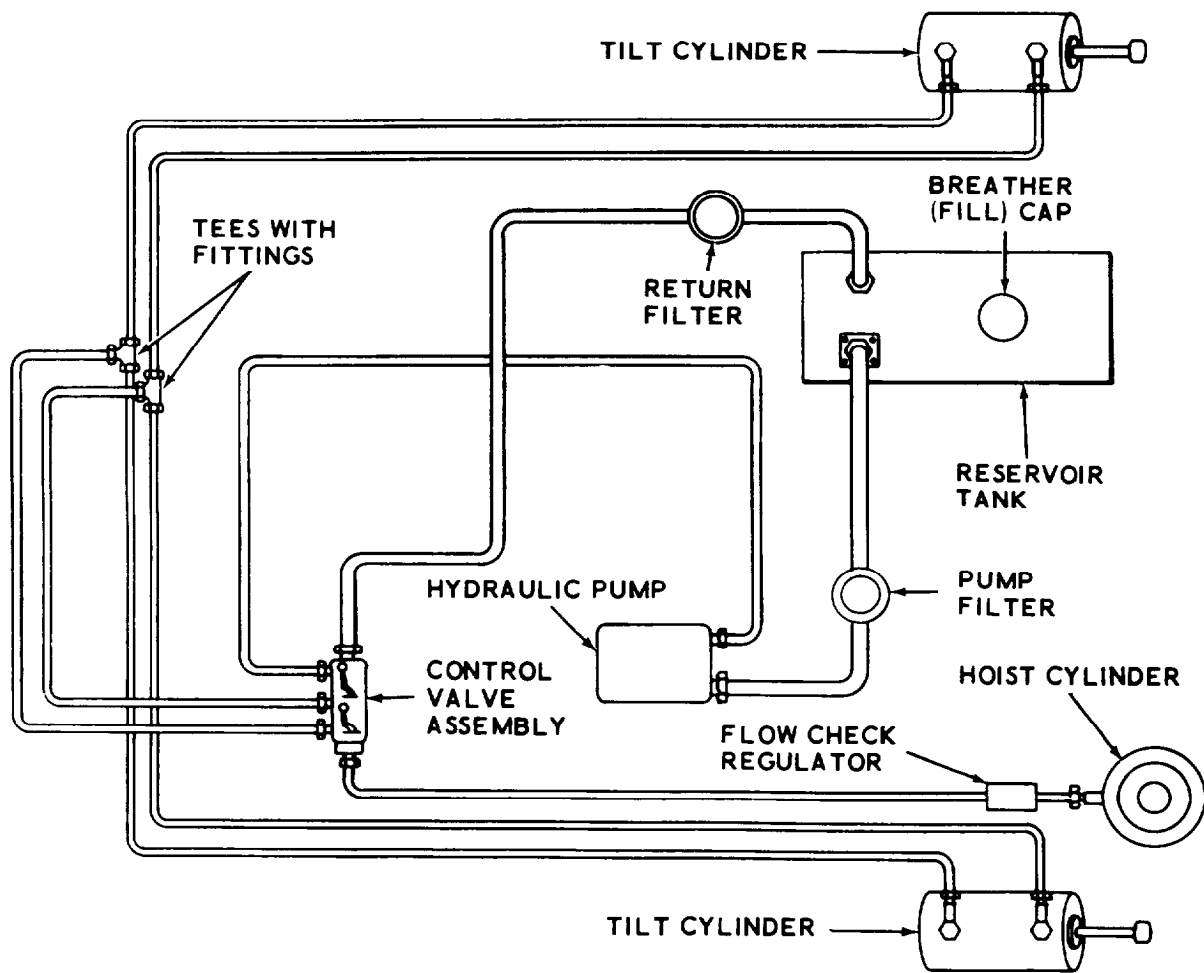 TILT CYLINDER
BREATHER
(FILL) CAP
TEES WITH
FITTINGS
RETURN
FILTER
RESERVOIR
TANK
HYDRAULIC PUMP
PUMP
FILTER
CONTROL
VALVE
ASSEMBLY
HOIST CYLINDER
FLOW CHECK
REGULATOR
TILT CYLINDER